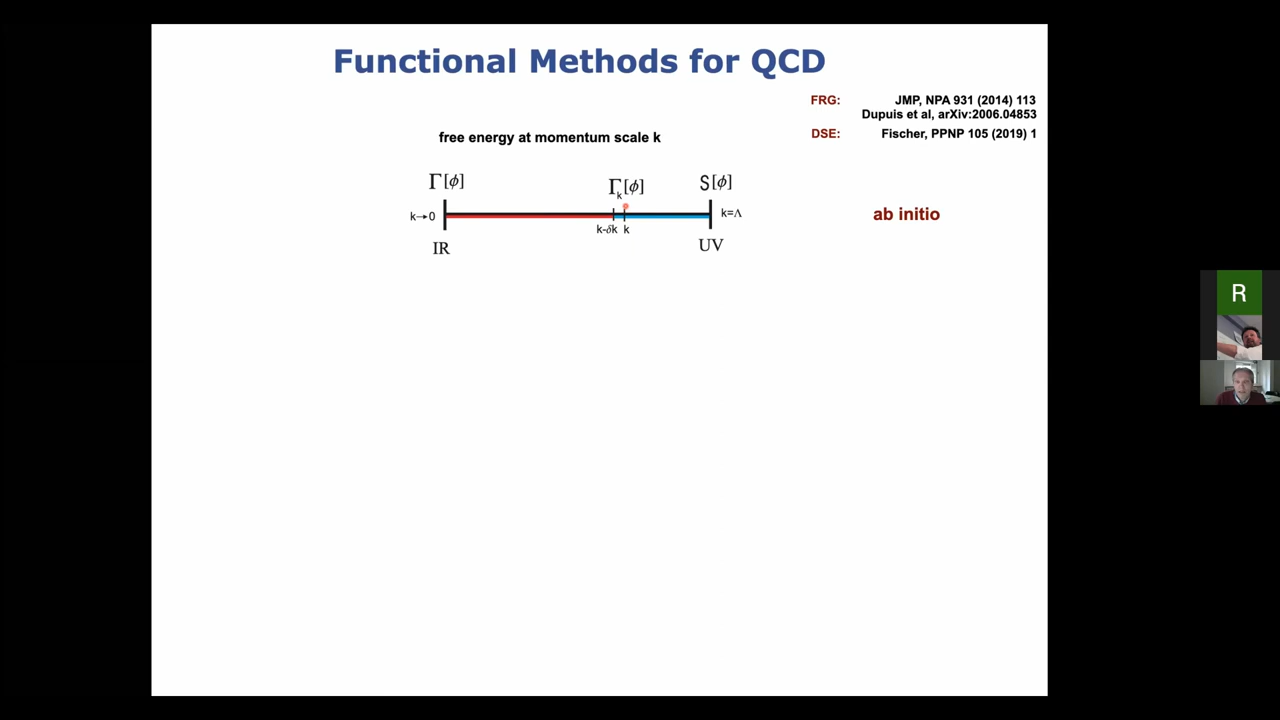 Functional Methods for QCD
FRG: JMP, NPA 931 (2014) 113
Dupuis et al, arXiv:2006.04853
DSE: Fischer, PPNP 105 (2019) 1
free energy at momentum scale k
Γ[ϕ] Γk[ϕ] S[ϕ]
k→0 k=Λ ab initio
k-δk k
IR UV
R